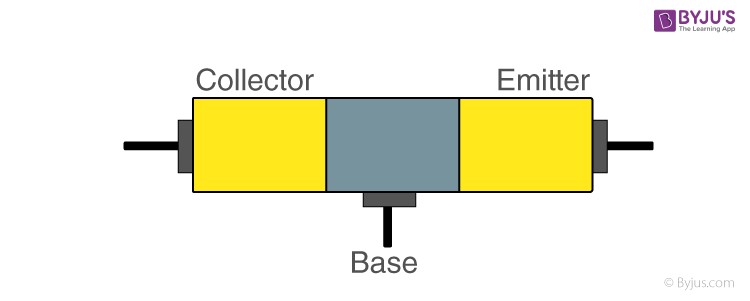 BYJU'S
The Learning App
Collector
Emitter
Base
© Byjus.com